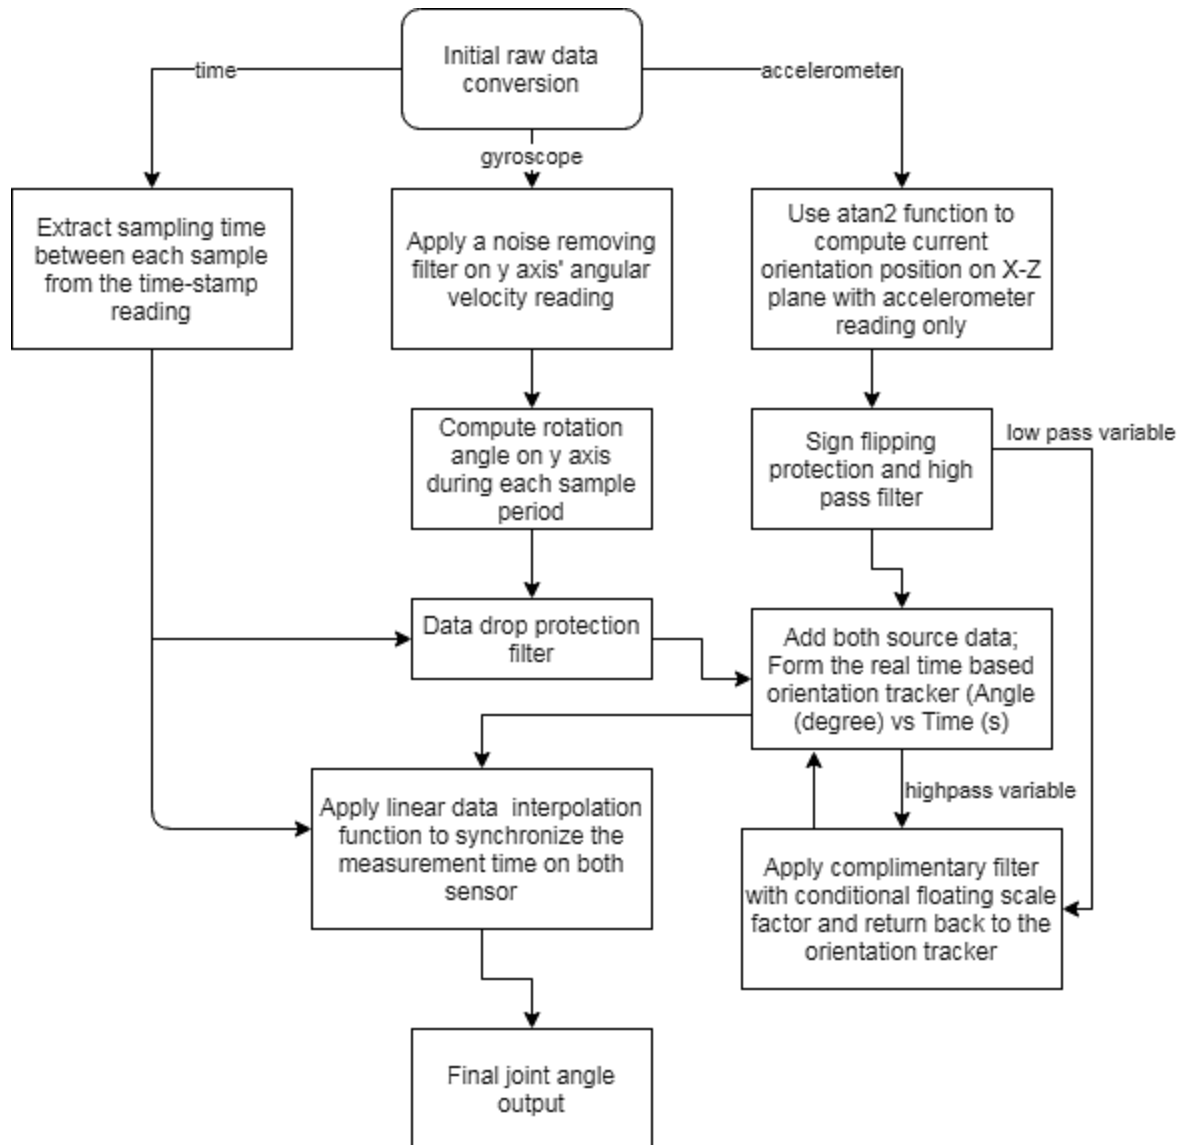 Initial raw data
conversion
time
accelerometer
gyroscope
Extract sampling time
between each sample
from the time-stamp
reading
Apply a noise removing
filter on y axis' angular
velocity reading
Use atan2 function to
compute current
orientation position on X-Z
plane with accelerometer
reading only
Compute rotation
angle on y axis
during each sample
period
Sign flipping
protection and high
pass filter
low pass variable
Data drop protection
filter
Add both source data;
Form the real time based
orientation tracker (Angle
(degree) vs Time (s)
highpass variable
Apply linear data interpolation
function to synchronize the
measurement time on both
sensor
Apply complimentary filter
with conditional floating scale
factor and return back to the
orientation tracker
Final joint angle
output